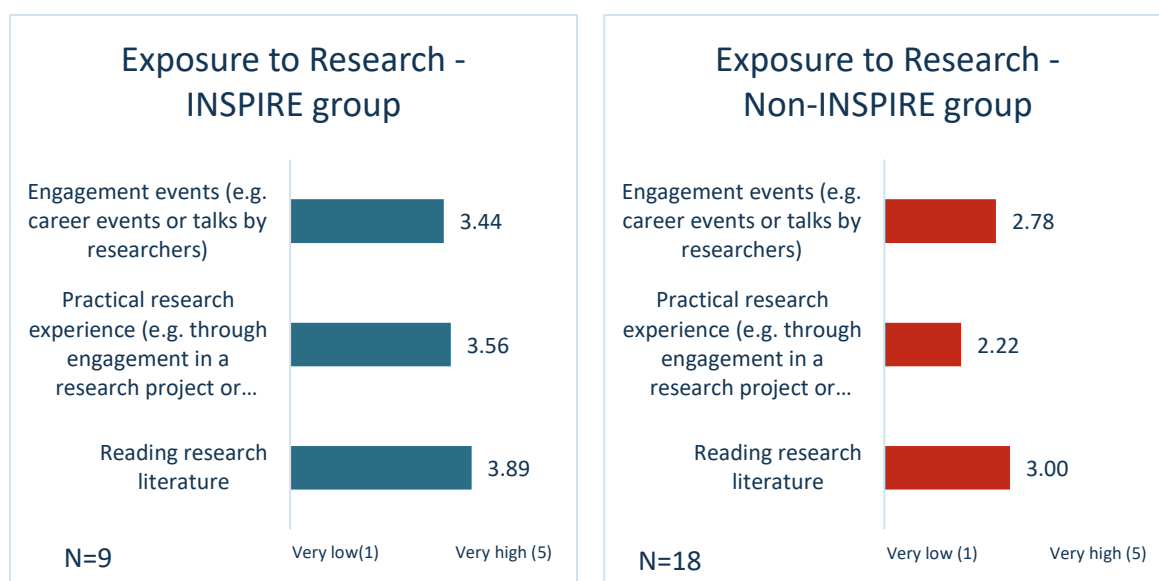 Exposure to Research -
INSPIRE group
Engagement events (e.g.
career events or talks by
researchers)
3.44
Practical research
experience (e.g. through
engagement in a
research project or…
3.56
Reading research
literature
3.89
N=9
Very low(1)
Very high (5)
Exposure to Research -
Non-INSPIRE group
Engagement events (e.g.
career events or talks by
researchers)
2.78
Practical research
experience (e.g. through
engagement in a
research project or…
2.22
Reading research
literature
3.00
N=18
Very low (1)
Very high (5)